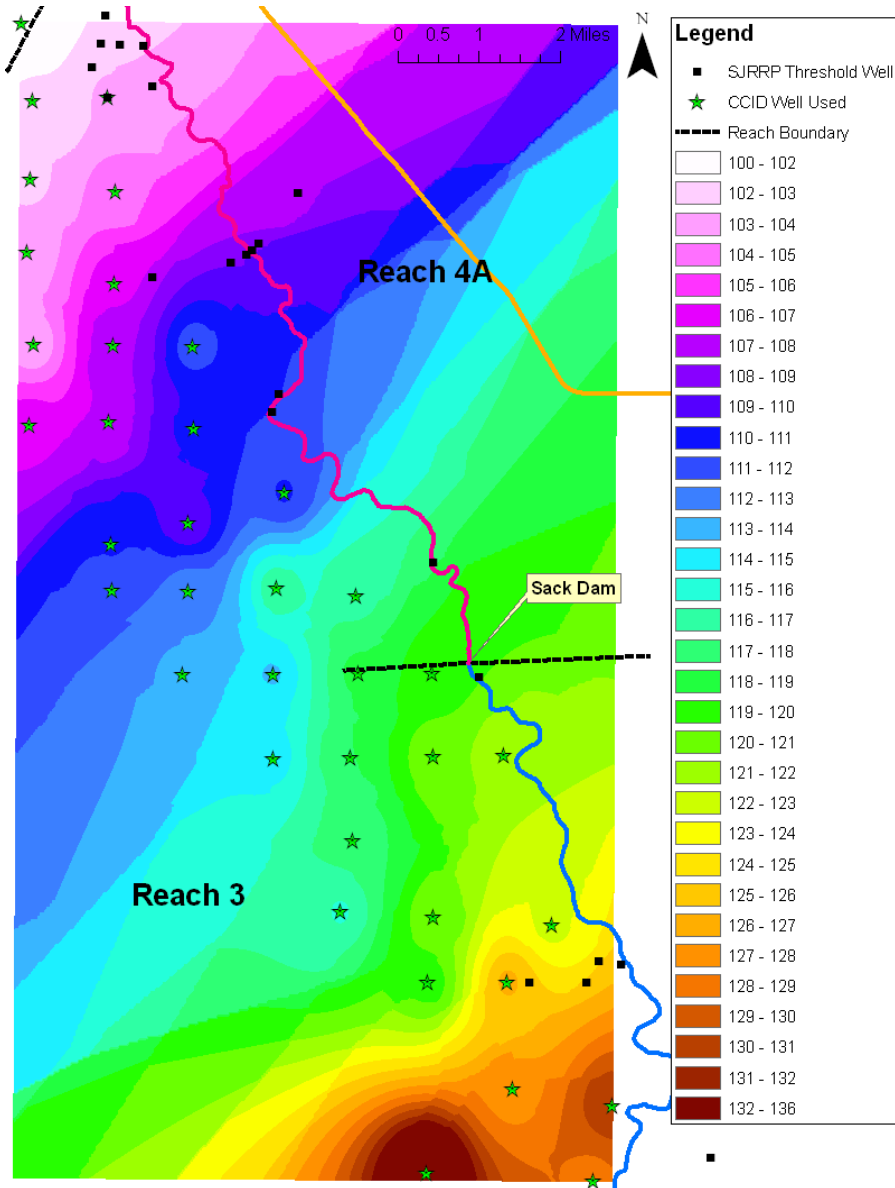 0 0.5 1 2 Miles
N
Reach 4A
Sack Dam
Reach 3
Legend
SJRRP Threshold Well
CCID Well Used
Reach Boundary
100 - 102
102 - 103
103 - 104
104 - 105
105 - 106
106 - 107
107 - 108
108 - 109
109 - 110
110 - 111
111 - 112
112 - 113
113 - 114
114 - 115
115 - 116
116 - 117
117 - 118
118 - 119
119 - 120
120 - 121
121 - 122
122 - 123
123 - 124
124 - 125
125 - 126
126 - 127
127 - 128
128 - 129
129 - 130
130 - 131
131 - 132
132 - 136